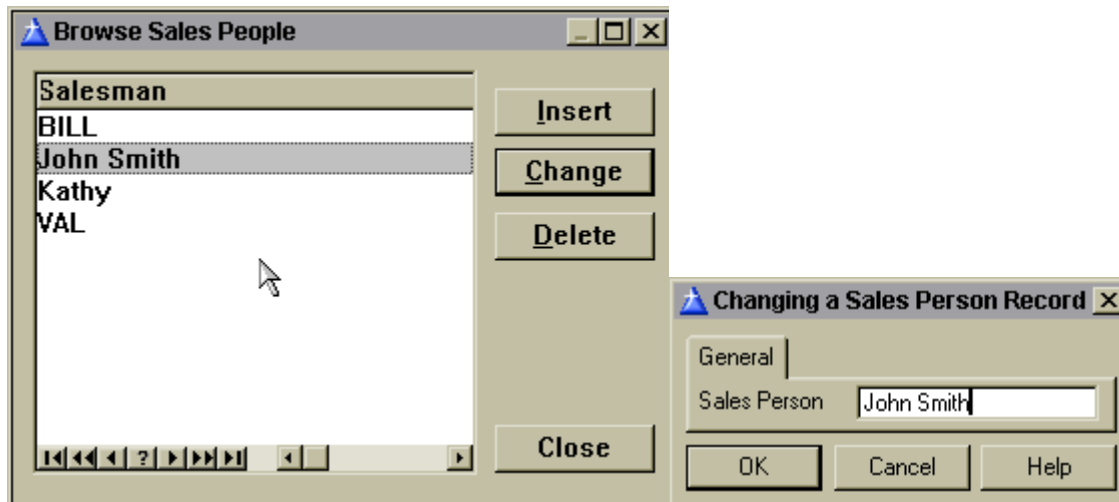 Browse Sales People
Salesman
BILL
John Smith
Kathy
VAL
Insert
Change
Delete
?
Close
Changing a Sales Person Record
General
Sales Person John Smith
OK Cancel Help